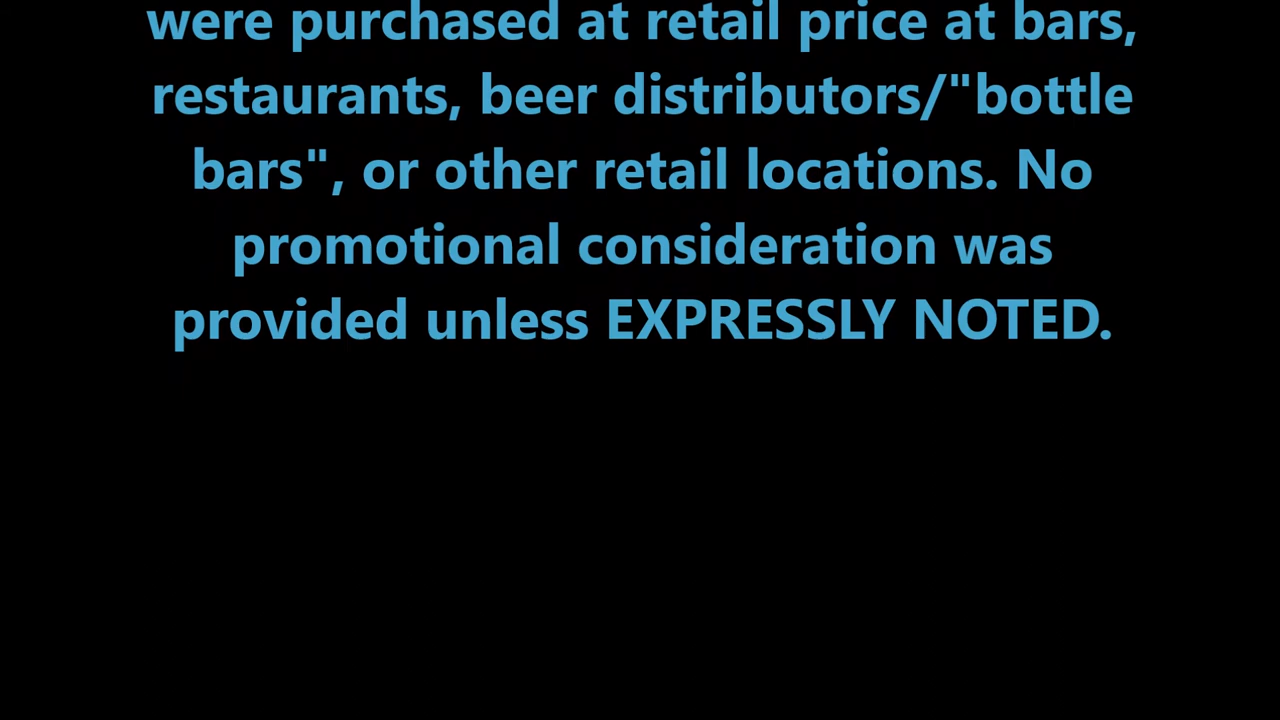 were purchased at retail price at bars,
restaurants, beer distributors/"bottle
bars", or other retail locations. No
promotional consideration was
provided unless EXPRESSLY NOTED.